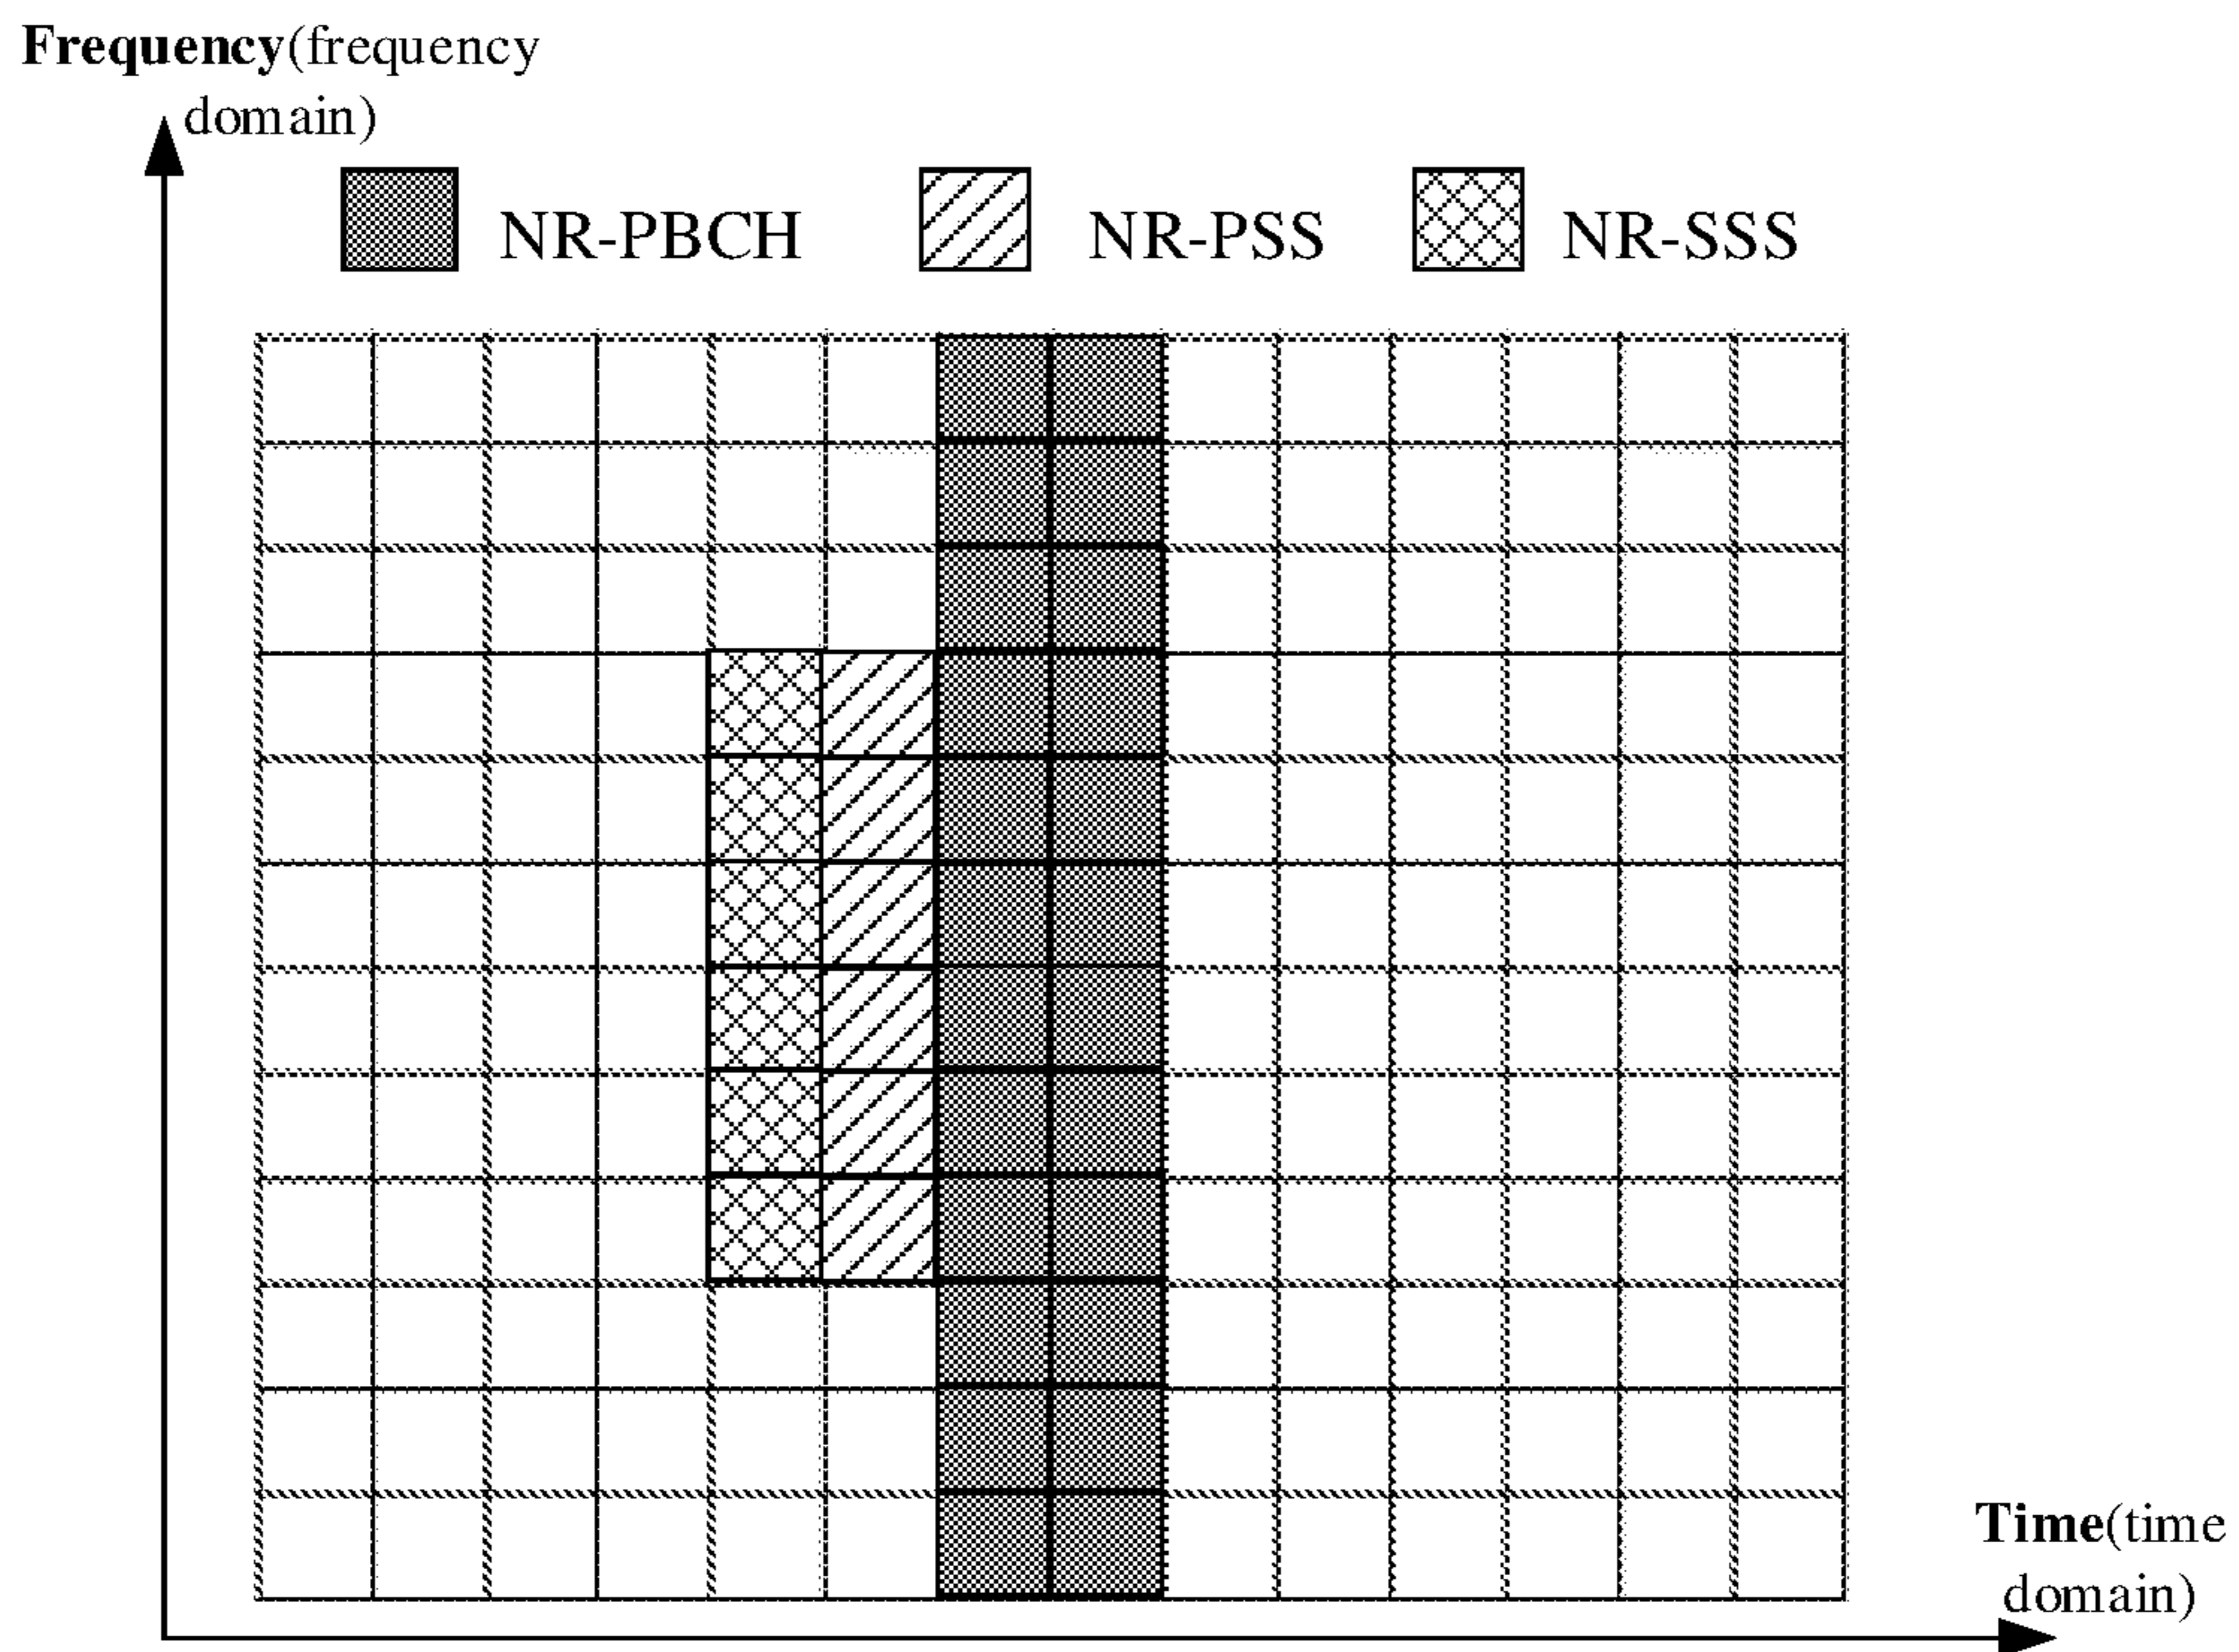 Frequency(frequency
domain)
NR-PBCH NR-PSS NR-SSS
Time(time
domain)